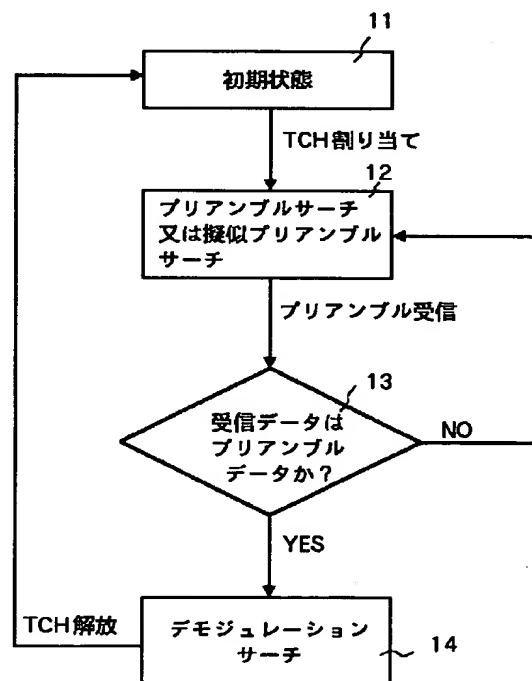 11
初期状態
TCH割り当て
12
プリアンブルサーチ
又は擬似プリアンブル
サーチ
プリアンブル受信
13
受信データは
プリアンブル
データか？
NO
YES
TCH解放
デモジュレーション
サーチ
14